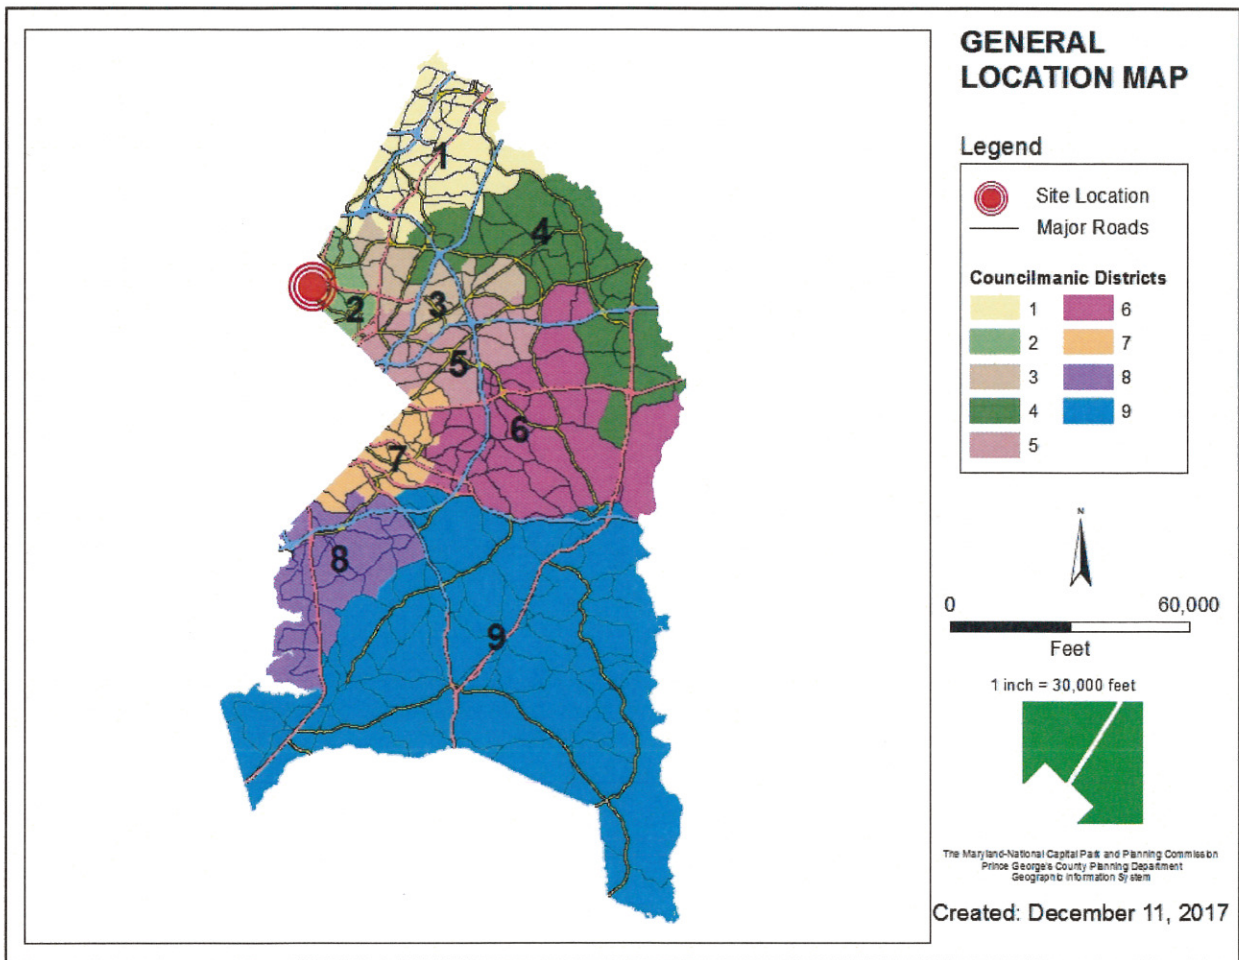 GENERAL
LOCATION MAP
Legend
Site Location
Major Roads
Councilmanic Districts
1 6
2 7
3 8
4 9
5
1
4
2
3
5
6
7
8
9
N
0 60,000
Feet
1 inch = 30,000 feet
The Maryland-National Capital Park and Planning Commission
Prince George's County Planning Department
Geographic Information System
Created: December 11, 2017